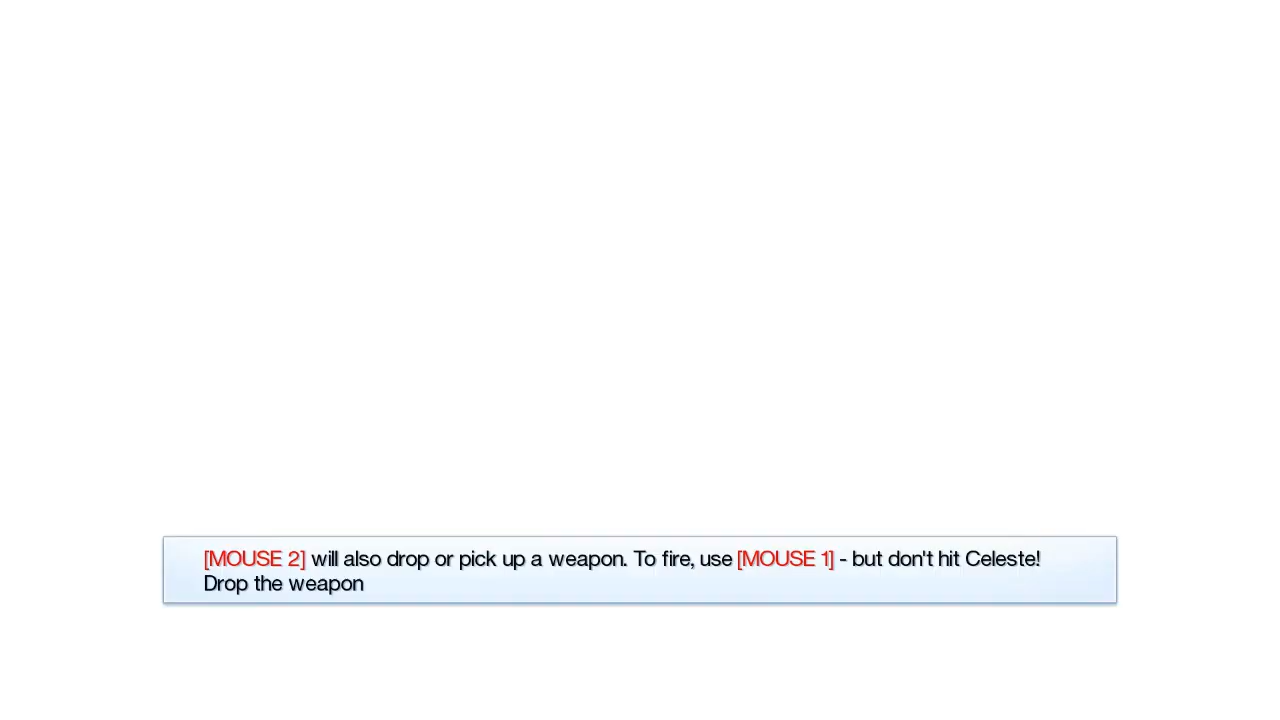 [MOUSE 2] will also drop or pick up a weapon. To fire, use [MOUSE 1] - but don't hit Celeste!
Drop the weapon